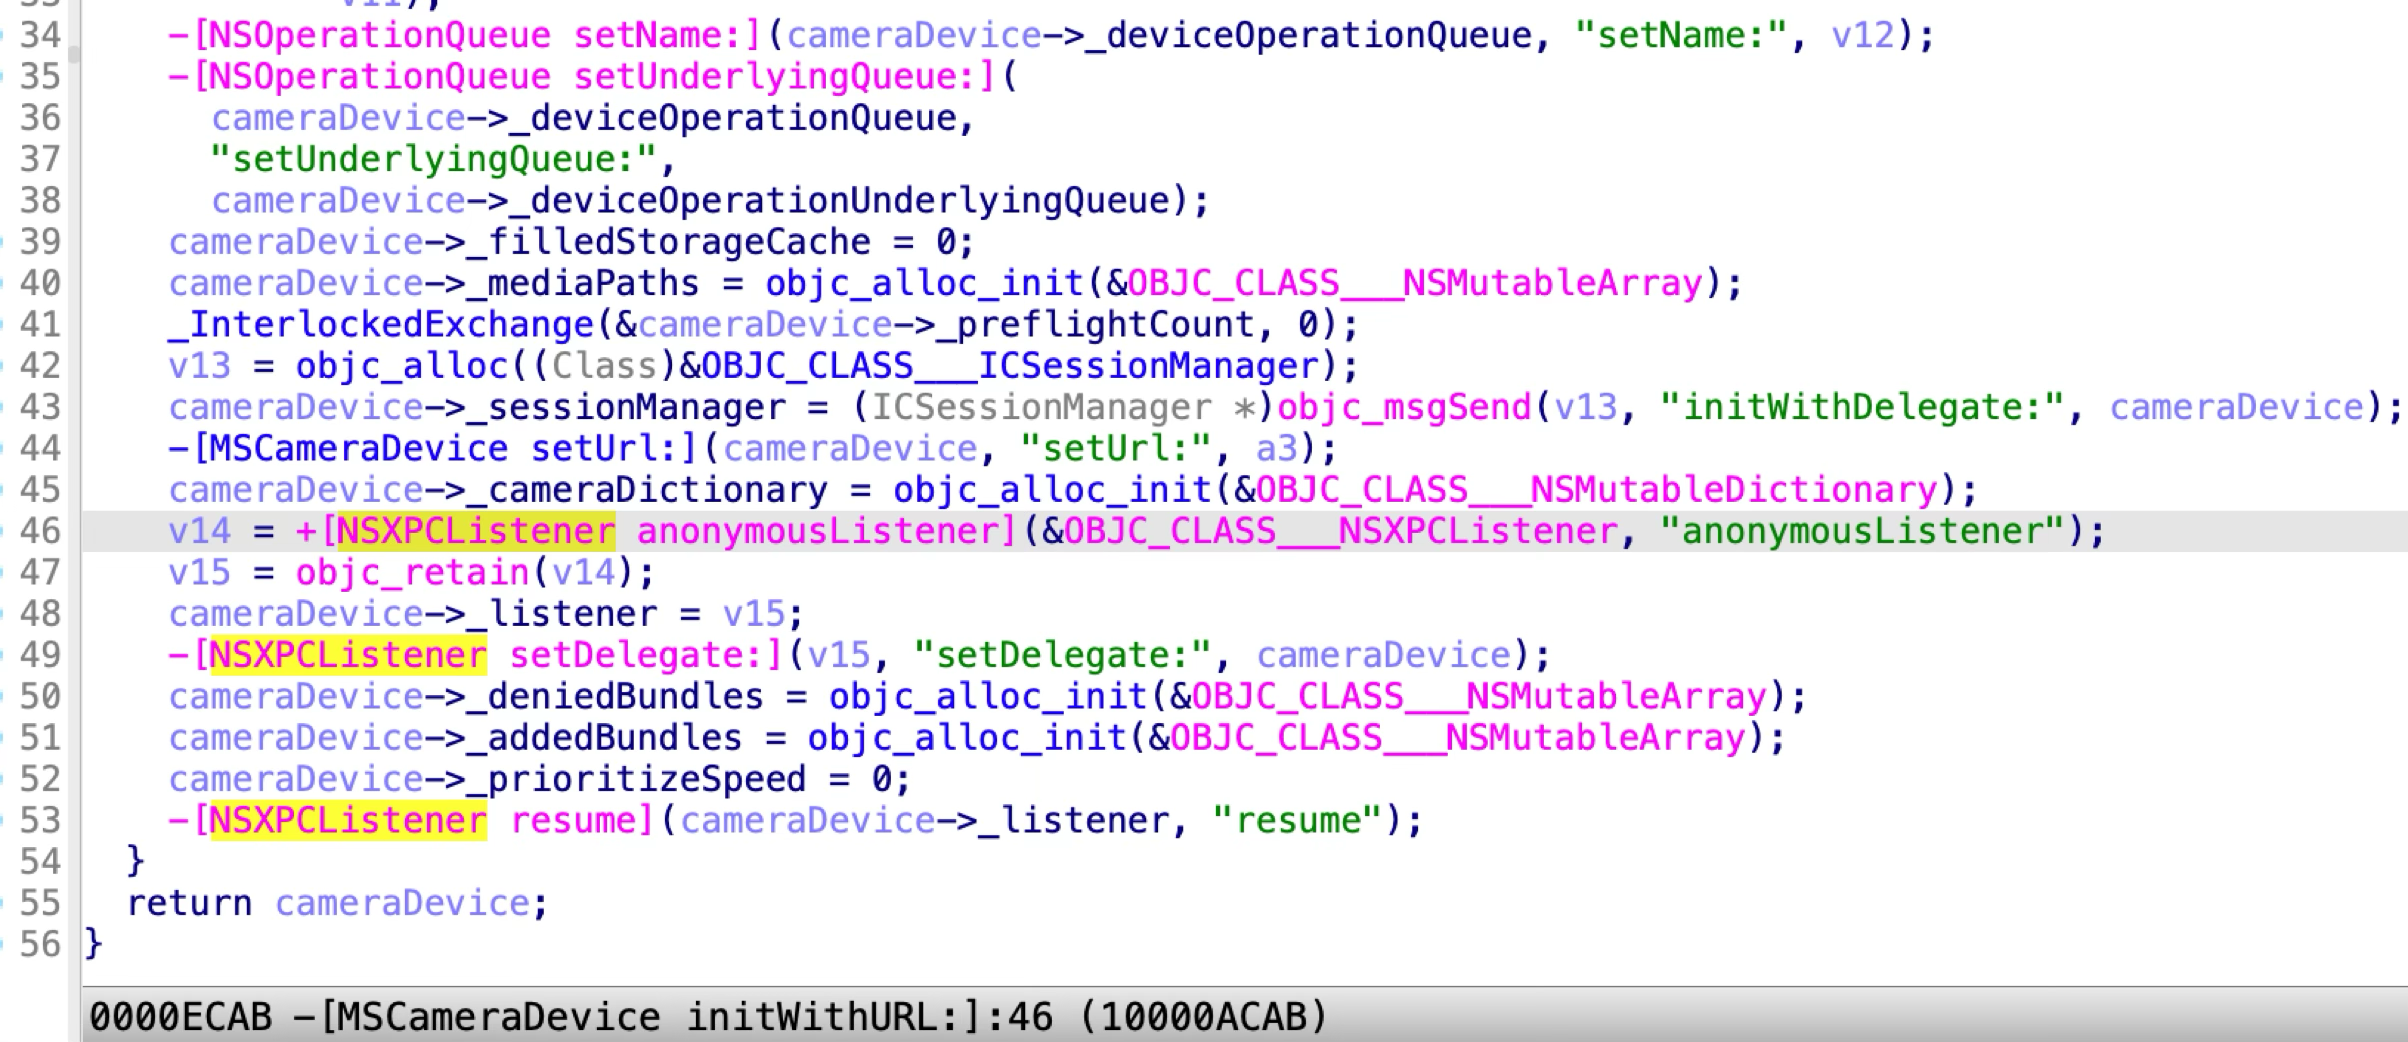 34 -[NSOperationQueue setName:](cameraDevice->_deviceOperationQueue, "setName:", v12);
35 -[NSOperationQueue setUnderlyingQueue:](
36 cameraDevice->_deviceOperationQueue,
37 "setUnderlyingQueue:",
38 cameraDevice->_deviceOperationUnderlyingQueue);
39 cameraDevice->_filledStorageCache = 0;
40 cameraDevice->_mediaPaths = objc_alloc_init(&OBJC_CLASS___NSMutableArray);
41 _InterlockedExchange(&cameraDevice->_preflightCount, 0);
42 v13 = objc_alloc((Class)&OBJC_CLASS___ICSessionManager);
43 cameraDevice->_sessionManager = (ICSessionManager *)objc_msgSend(v13, "initWithDelegate:", cameraDevice);
44 -[MSCameraDevice setUrl:](cameraDevice, "setUrl:", a3);
45 cameraDevice->_cameraDictionary = objc_alloc_init(&OBJC_CLASS___NSMutableDictionary);
46 v14 = +[NSXPCListener anonymousListener](&OBJC_CLASS___NSXPCListener, "anonymousListener");
47 v15 = objc_retain(v14);
48 cameraDevice->_listener = v15;
49 -[NSXPCListener setDelegate:](v15, "setDelegate:", cameraDevice);
50 cameraDevice->_deniedBundles = objc_alloc_init(&OBJC_CLASS___NSMutableArray);
51 cameraDevice->_addedBundles = objc_alloc_init(&OBJC_CLASS___NSMutableArray);
52 cameraDevice->_prioritizeSpeed = 0;
53 -[NSXPCListener resume](cameraDevice->_listener, "resume");
54 }
55 return cameraDevice;
56 }
0000ECAB -[MSCameraDevice initWithURL:]:46 (10000ACAB)